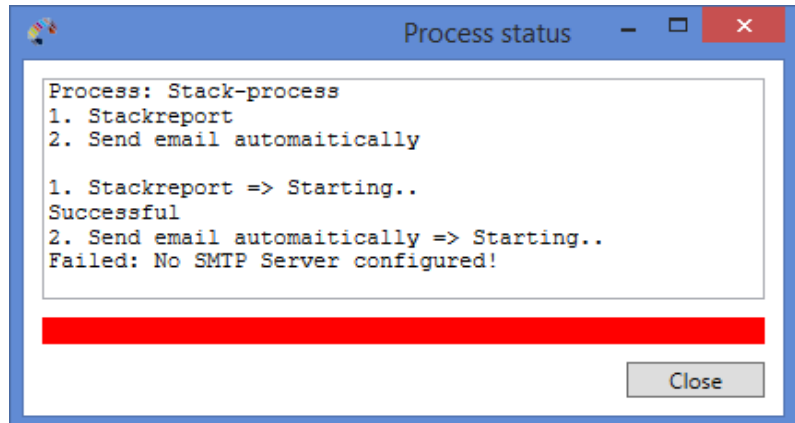 Process status
Process: Stack-process
1. Stackreport
2. Send email automaitically
1. Stackreport => Starting..
Successful
2. Send email automaitically => Starting..
Failed: No SMTP Server configured!
Close